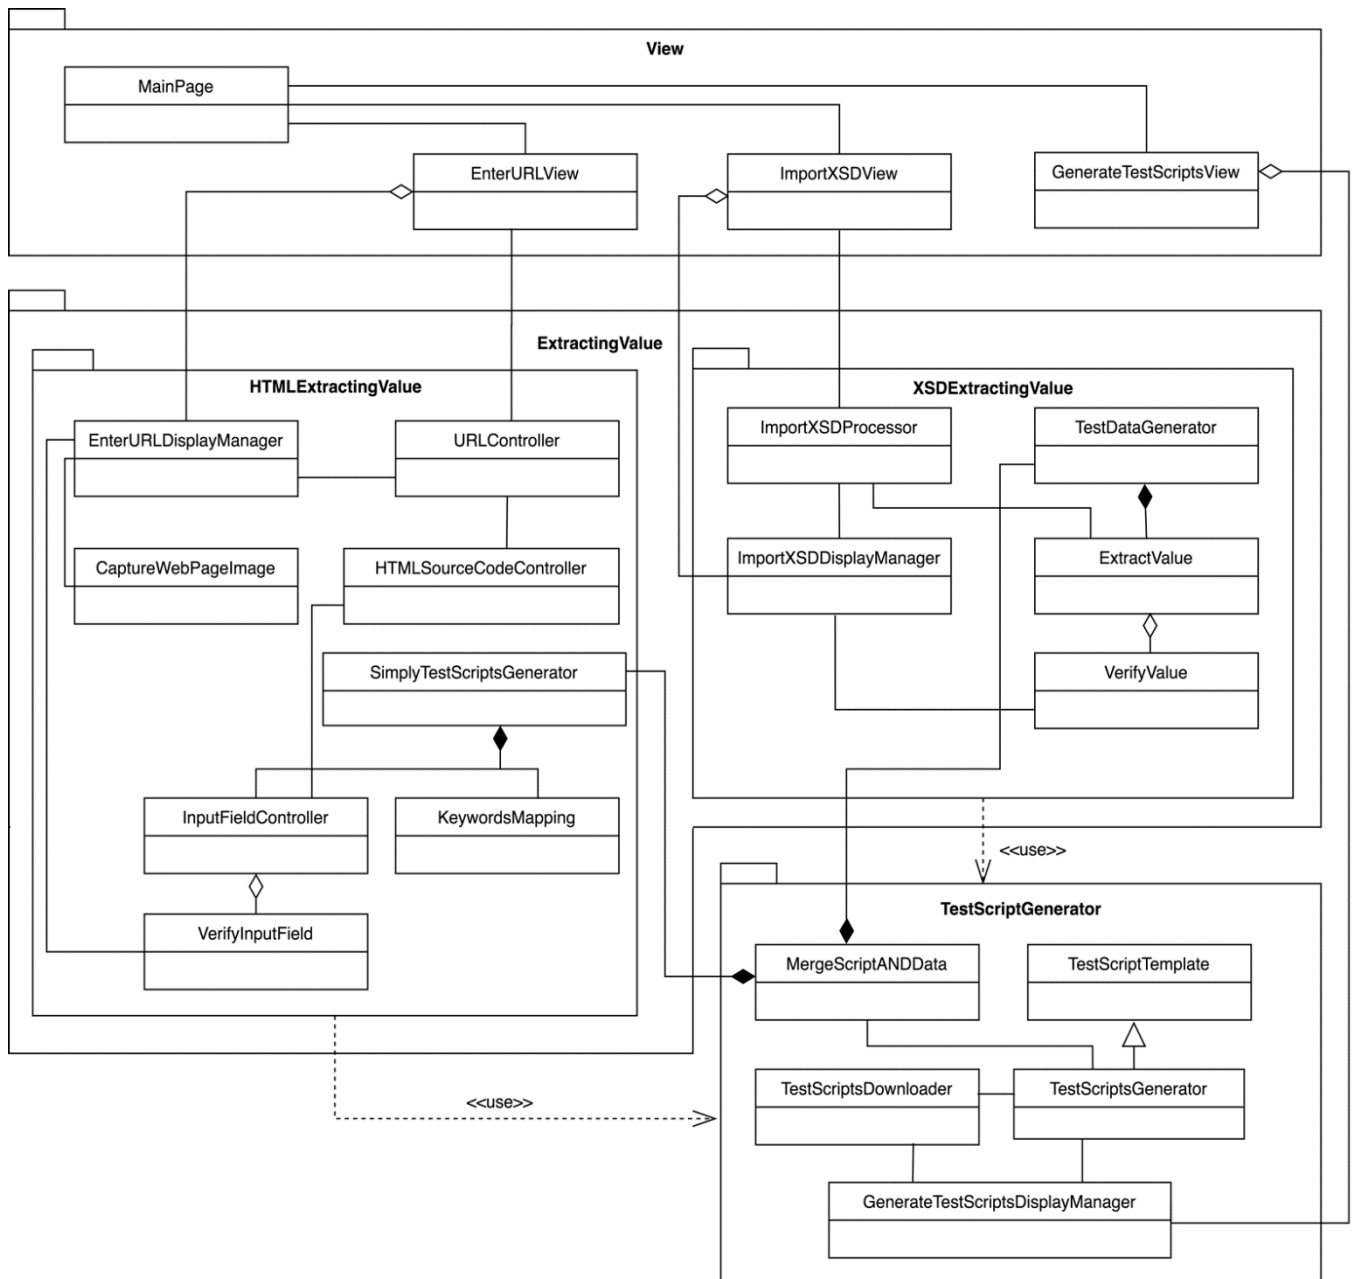 View
MainPage
EnterURLView
ImportXSDView
GenerateTestScriptsView
ExtractingValue
HTMLExtractingValue
EnterURLDisplayManager
URLController
CaptureWebPageImage
HTMLSourceCodeController
SimplyTestScriptsGenerator
InputFieldController
KeywordsMapping
VerifyInputField
XSDExtractingValue
ImportXSDProcessor
TestDataGenerator
ImportXSDDisplayManager
ExtractValue
VerifyValue
<<use>>
<<use>>
TestScriptGenerator
MergeScriptANDData
TestScriptTemplate
TestScriptsDownloader
TestScriptsGenerator
GenerateTestScriptsDisplayManager